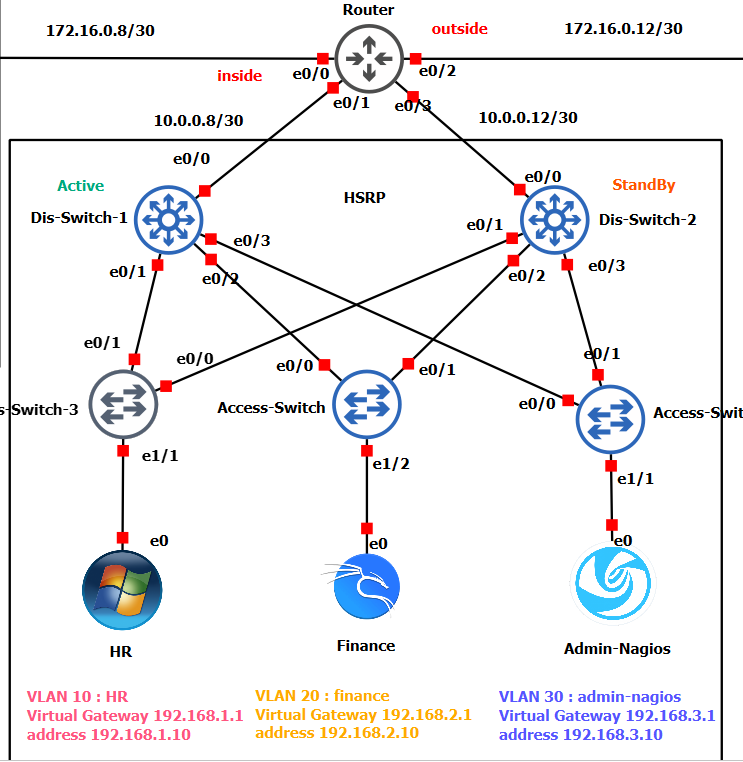 Router
172.16.0.8/30
outside
172.16.0.12/30
inside
e0/0
e0/2
e0/1
e0/3
10.0.0.8/30
10.0.0.12/30
e0/0
e0/0
Active
HSRP
StandBy
Dis-Switch-1
Dis-Switch-2
e0/1
e0/3
e0/1
e0/2
e0/2
e0/3
e0/1
e0/0
e0/0
e0/1
e0/1
e0/0
s-Switch-3
Access-Switch
Access-Swit
e1/1
e1/2
e1/1
e0
e0
e0
HR
Finance
Admin-Nagios
VLAN 10 : HR
Virtual Gateway 192.168.1.1
address 192.168.1.10
VLAN 20 : finance
Virtual Gateway 192.168.2.1
address 192.168.2.10
VLAN 30 : admin-nagios
Virtual Gateway 192.168.3.1
address 192.168.3.10